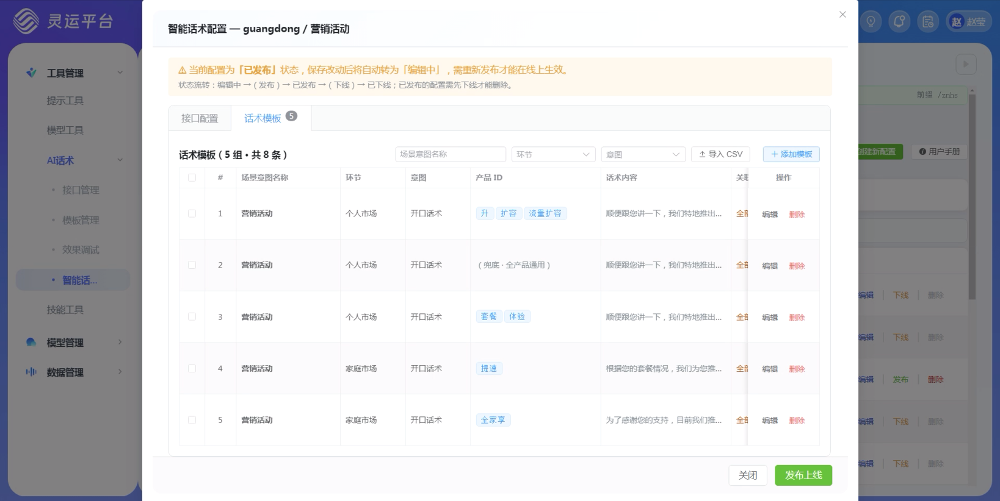 灵运平台
智能话术配置 — guangdong / 营销活动
赵 赵莹
⚠ 当前配置为「已发布」状态，保存改动后将自动转为「编辑中」，需重新发布才能在线上生效。
状态流转：编辑中 →（发布）→ 已发布 →（下线）→ 已下线；已发布的配置需先下线才能删除。
工具管理
提示工具
模型工具
AI话术
• 接口管理
• 模板管理
• 效果调试
• 智能话...
技能工具
模型管理
数据管理
接口配置 话术模板 5
话术模板（5 组 · 共 8 条）
场景意图名称 环节 意图 导入 CSV + 添加模板
# 场景意图名称 环节 意图 产品 ID 话术内容 关联 操作
1 营销活动 个人市场 开口话术 升 扩容 流量扩容 顺便跟您讲一下，我们特地推出... 全部 编辑 删除
2 营销活动 个人市场 开口话术 （兜底 · 全产品通用） 顺便跟您讲一下，我们特地推出... 全部 编辑 删除
3 营销活动 个人市场 开口话术 套餐 体验 顺便跟您讲一下，我们特地推出... 全部 编辑 删除
4 营销活动 家庭市场 开口话术 提速 根据您的套餐情况，我们为您推... 全部 编辑 删除
5 营销活动 家庭市场 开口话术 全家享 为了感谢您的支持，目前我们推... 全部 编辑 删除
关闭 发布上线
前缀 /znhs
创建新配置 用户手册
编辑 下线 删除
编辑 下线 删除
编辑 发布 删除
编辑 下线 删除
编辑 下线 删除